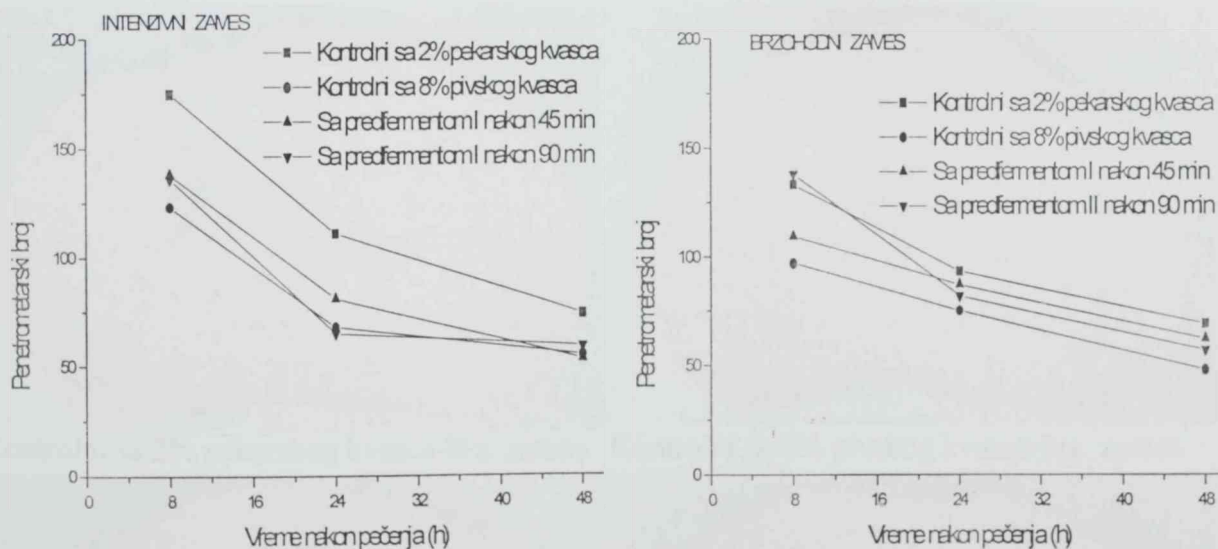 INTENZIVNI ZAMES
Kontrolni sa 2% pekarskog kvasca
Kontrolni sa 8% pivskog kvasca
Sa predfermentom I nakon 45 min
Sa predfermentom I nakon 90 min
200
150
100
50
0
Penetrometarski broj
0 8 16 24 32 40 48
Vreme nakon pečenja (h)
BRZOHODNI ZAMES
Kontrolni sa 2% pekarskog kvasca
Kontrolni sa 8% pivskog kvasca
Sa predfermentom I nakon 45 min
Sa predfermentom II nakon 90 min
200
150
100
50
0
Penetrometarski broj
0 8 16 24 32 40 48
Vreme nakon pečenja (h)